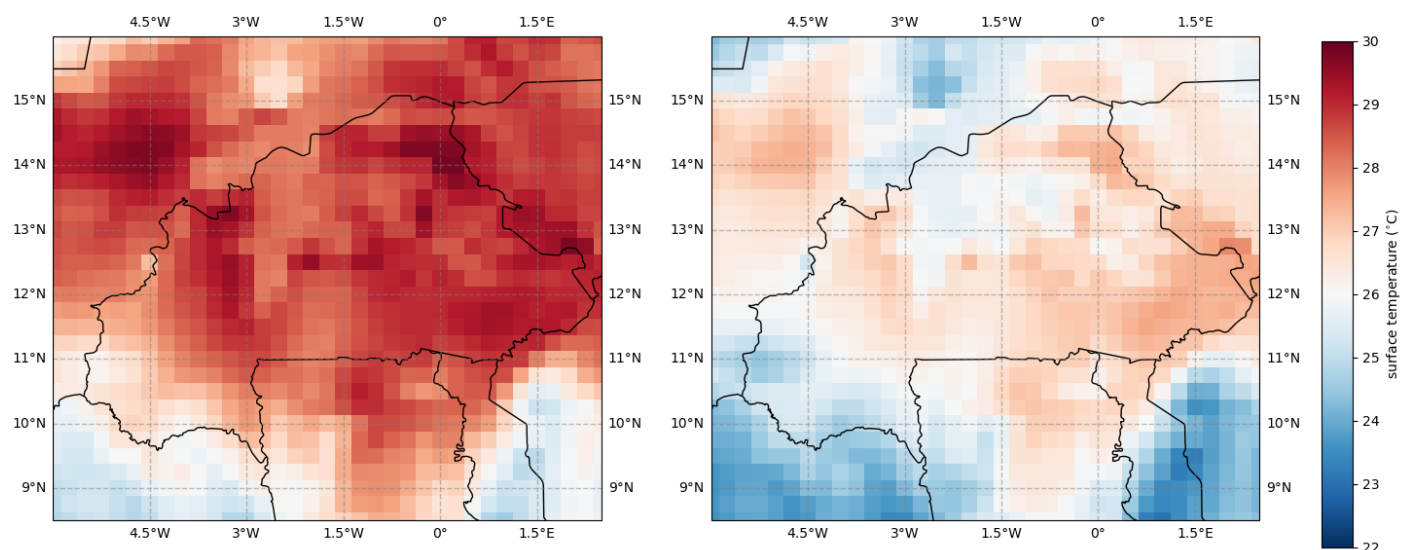 4.5°W 3°W 1.5°W 0° 1.5°E 4.5°W 3°W 1.5°W 0° 1.5°E
30
15°N 15°N 15°N 15°N
29
14°N 14°N 14°N 14°N
28
13°N 13°N 13°N 13°N
27
12°N 12°N 12°N 12°N
26
surface temperature (°C)
11°N 11°N 11°N 11°N
25
10°N 10°N 10°N 10°N
24
9°N 9°N 9°N 9°N
23
4.5°W 3°W 1.5°W 0° 1.5°E 4.5°W 3°W 1.5°W 0° 1.5°E
22